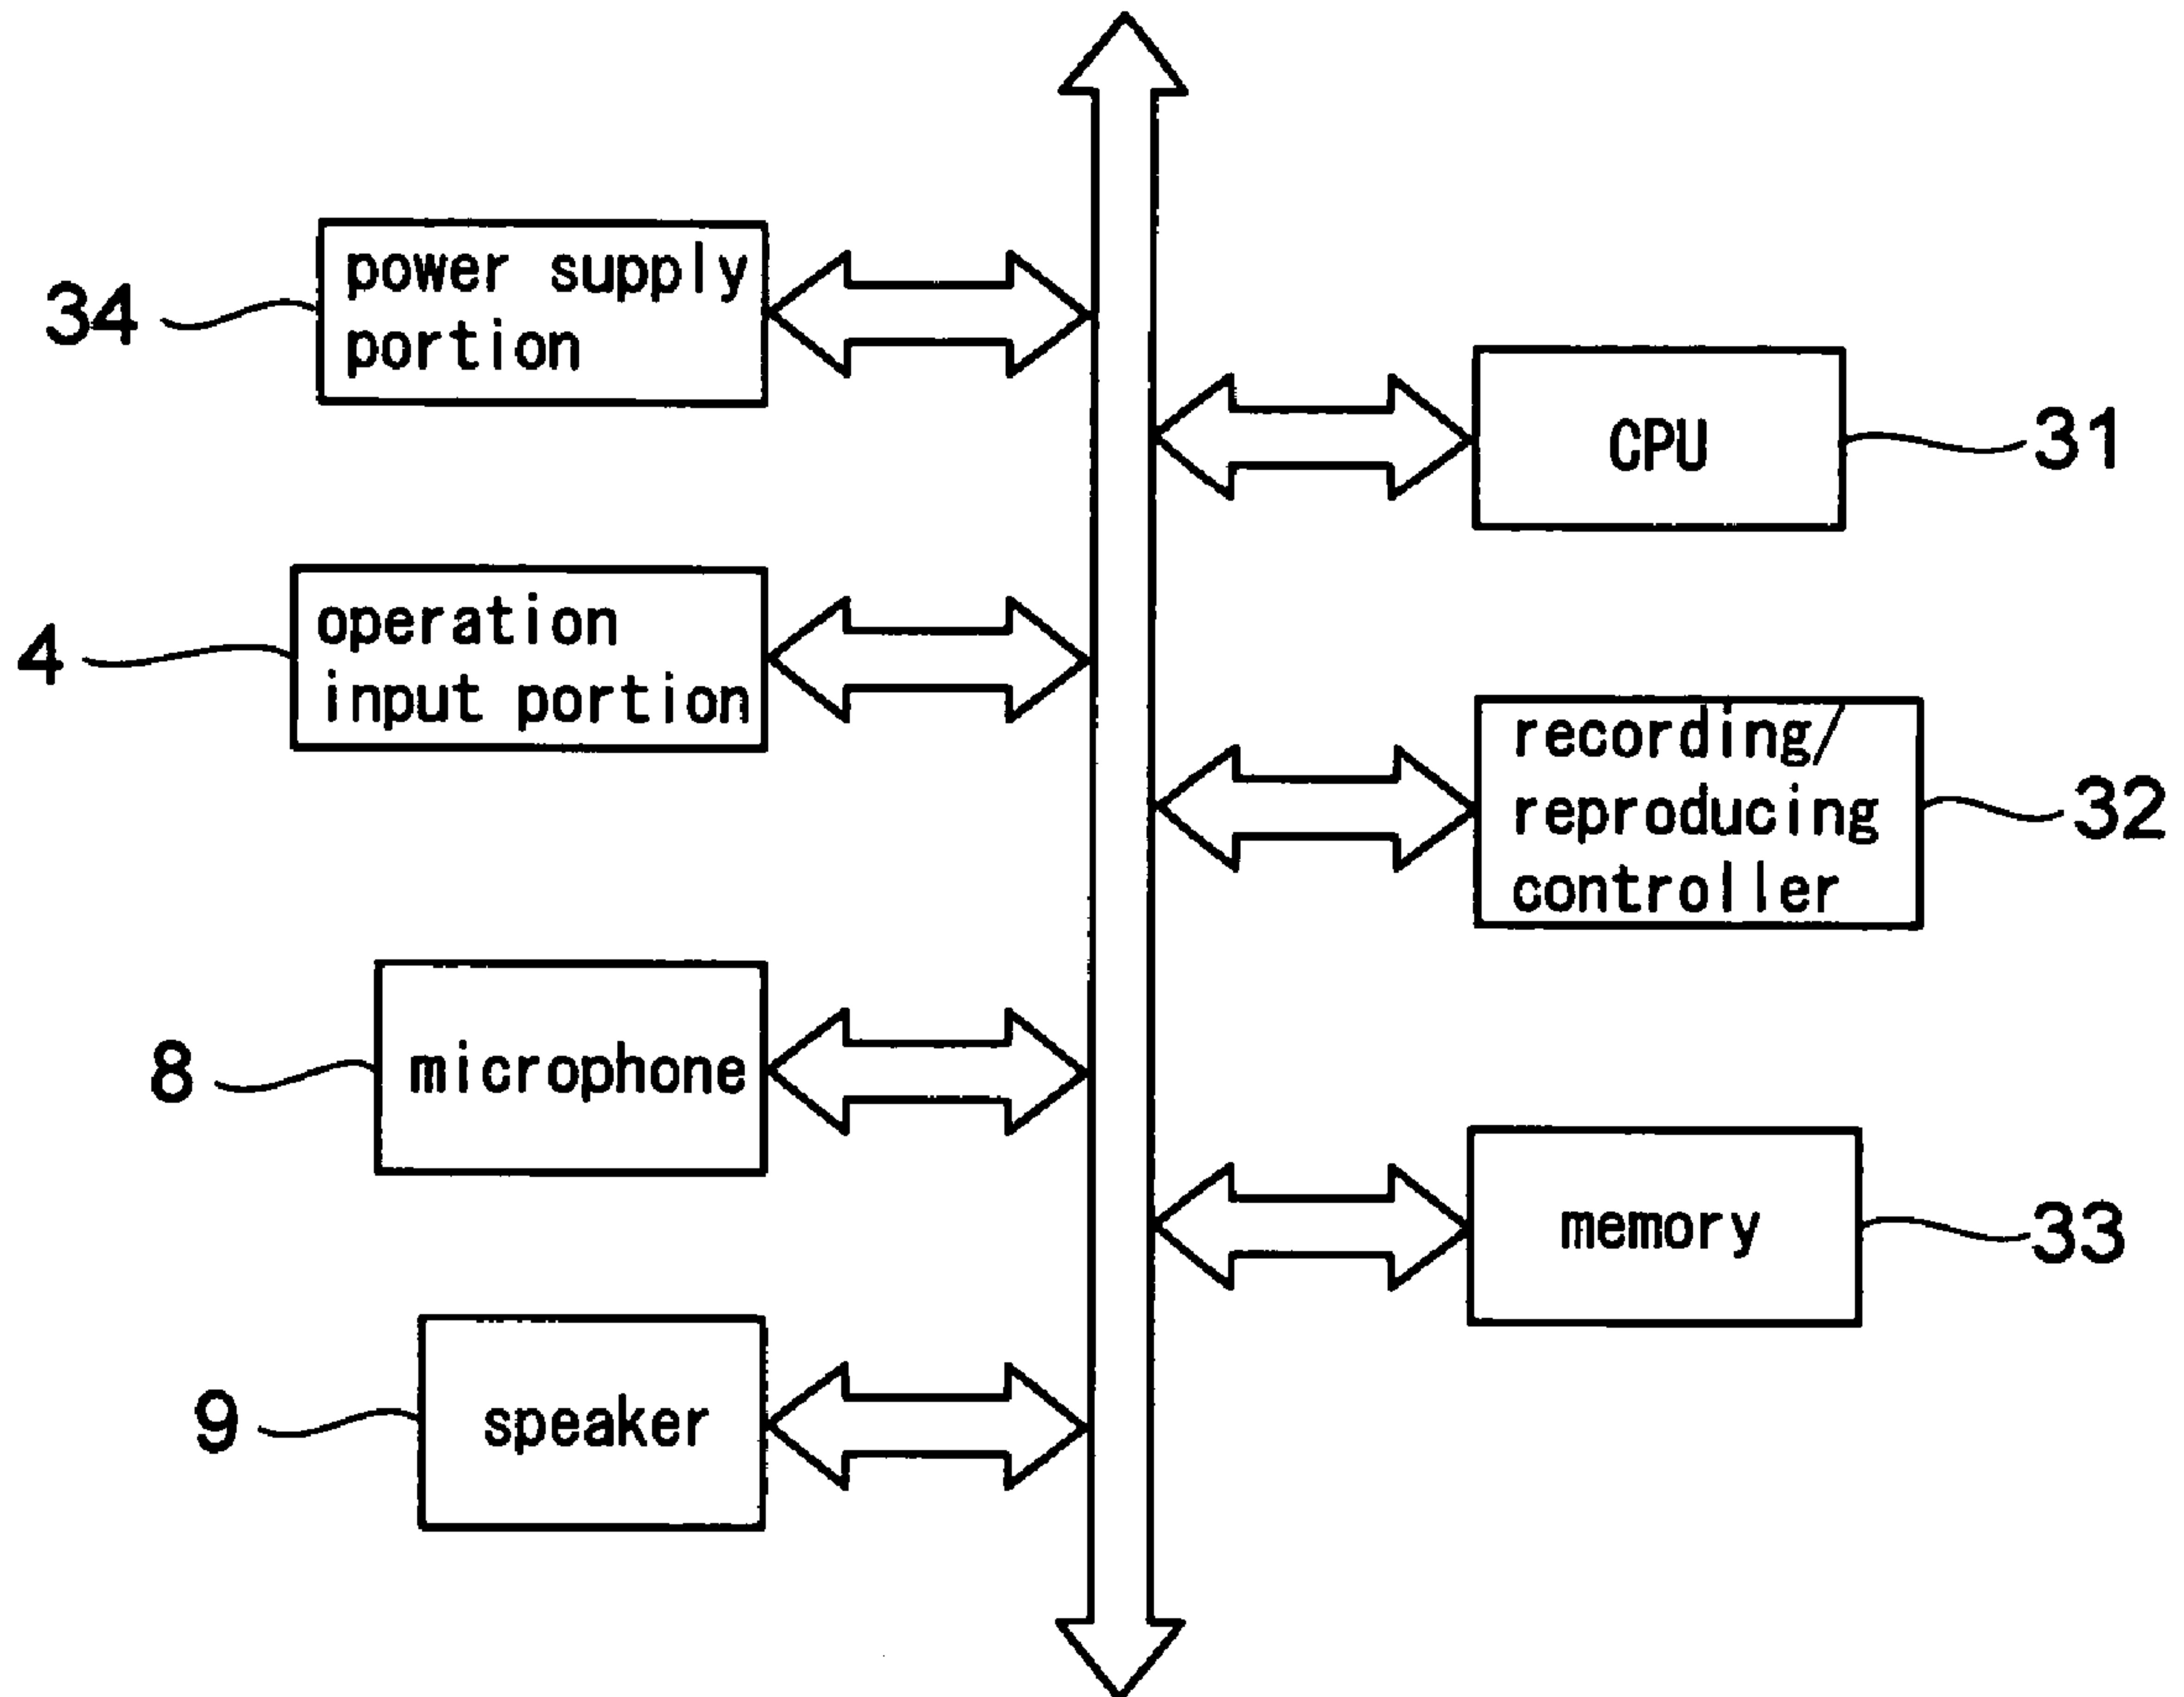 34
power supply
portion
CPU
31
4
operation
input portion
recording/
reproducing
controller
32
8
microphone
memory
33
9
speaker